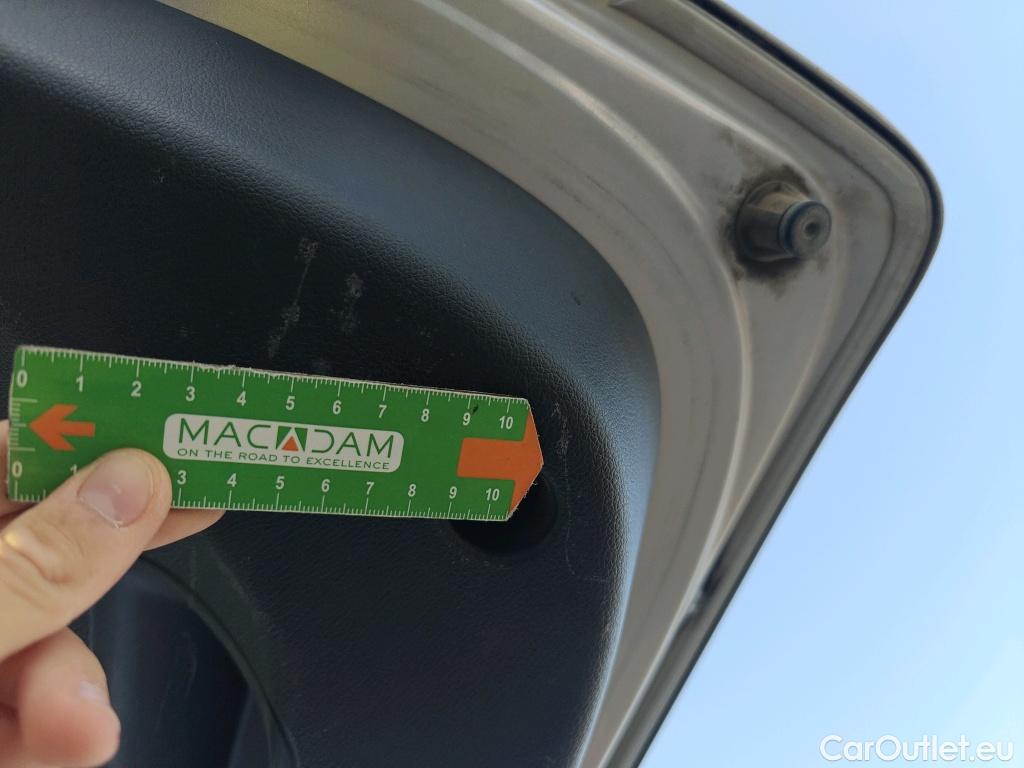 0 1 2 3 4 5 6 7 8 9 10
MACADAM
ON THE ROAD TO EXCELLENCE
0 1 3 4 5 6 7 8 9 10
CarOutlet.eu